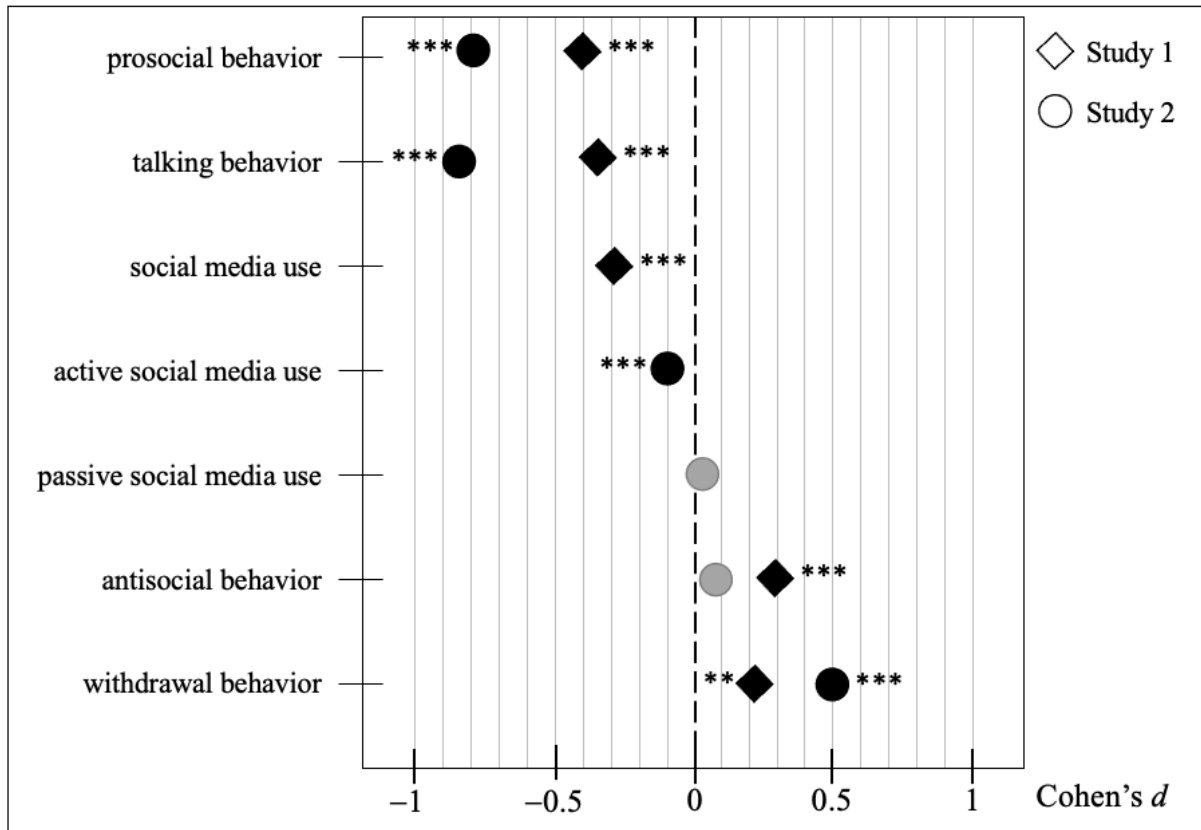 prosocial behavior *** ***
talking behavior *** ***
social media use ***
active social media use ***
passive social media use
antisocial behavior ***
withdrawal behavior ** ***
−1 −0.5 0 0.5 1 Cohen's d
Study 1
Study 2